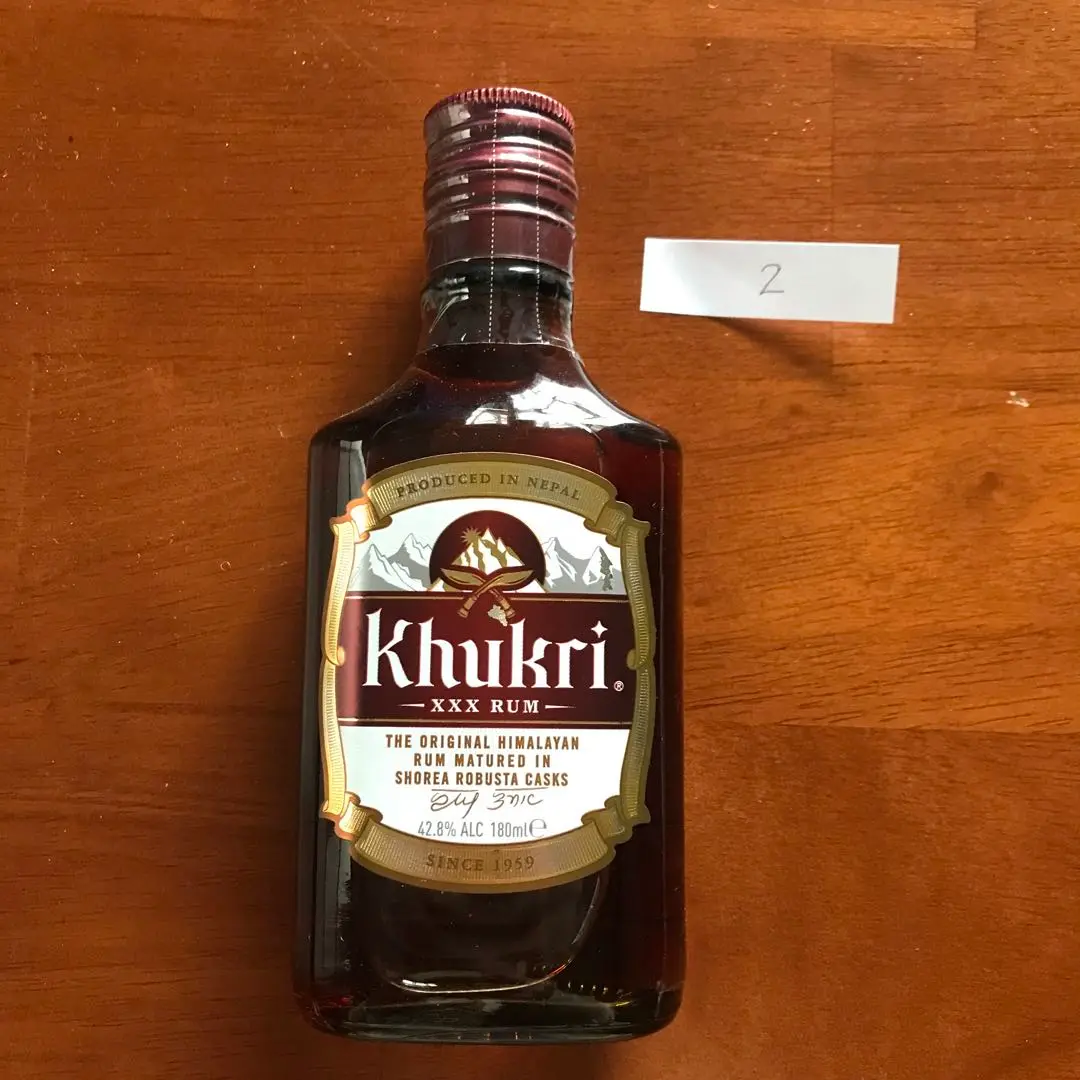 2
PRODUCED IN NEPAL
Khukri®
XXX RUM
THE ORIGINAL HIMALAYAN
RUM MATURED IN
SHOREA ROBUSTA CASKS
42.8% ALC 180ml℮
SINCE 1959